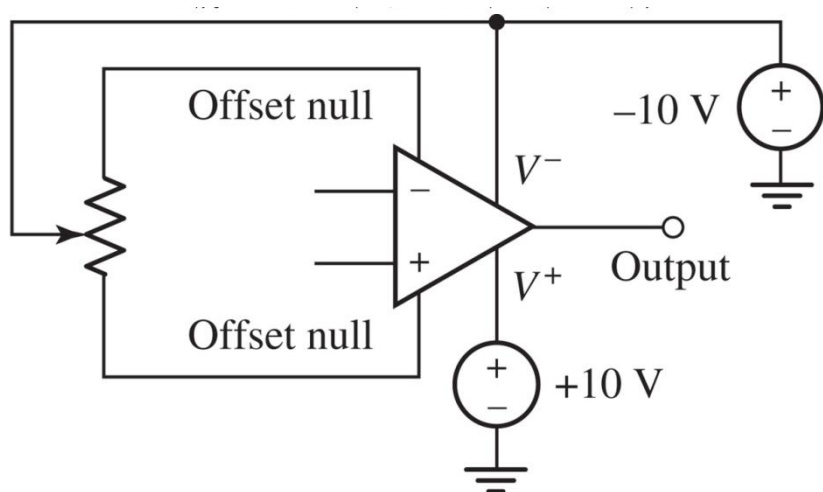 Offset null
–10 V
+
–
V⁻
–
+
Output
V⁺
Offset null
+
–
+10 V